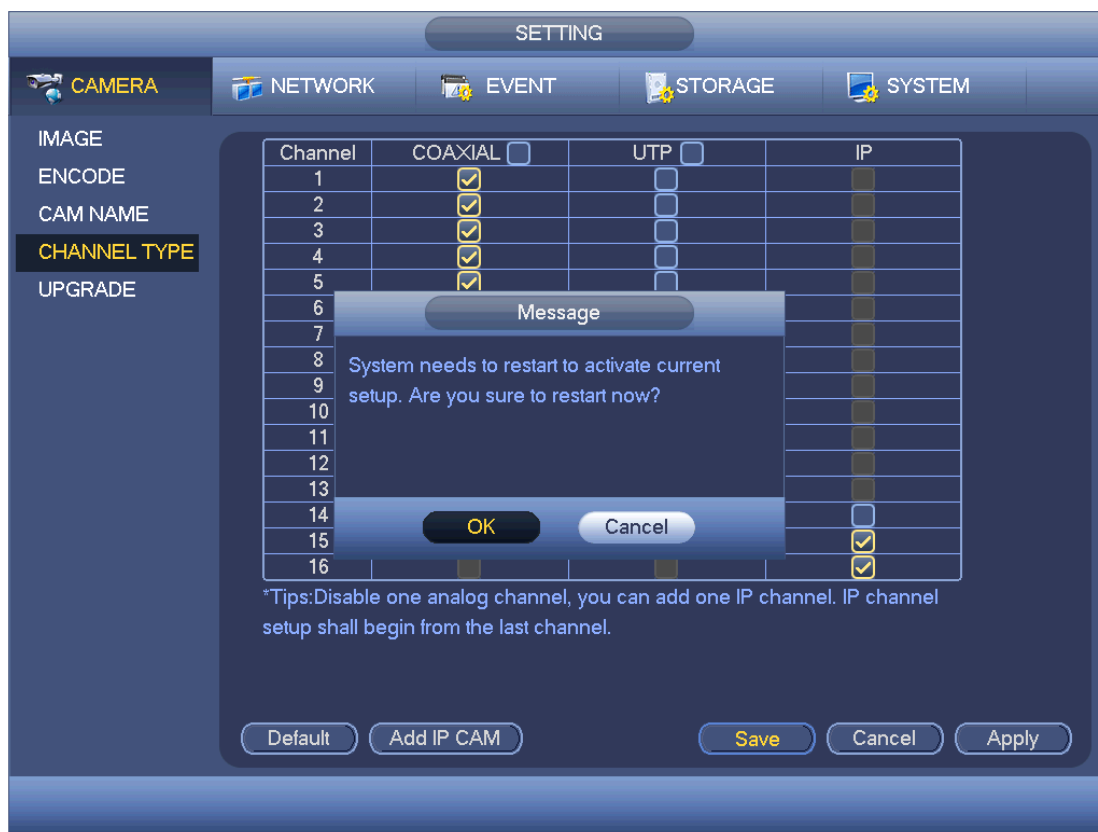 SETTING
CAMERA NETWORK EVENT STORAGE SYSTEM
IMAGE
ENCODE
CAM NAME
CHANNEL TYPE
UPGRADE
Channel COAXIAL UTP IP
1
2
3
4
5
6
7
8
9
10
11
12
13
14
15
16
Message
System needs to restart to activate current
setup. Are you sure to restart now?
OK Cancel
*Tips:Disable one analog channel, you can add one IP channel. IP channel
setup shall begin from the last channel.
Default Add IP CAM Save Cancel Apply